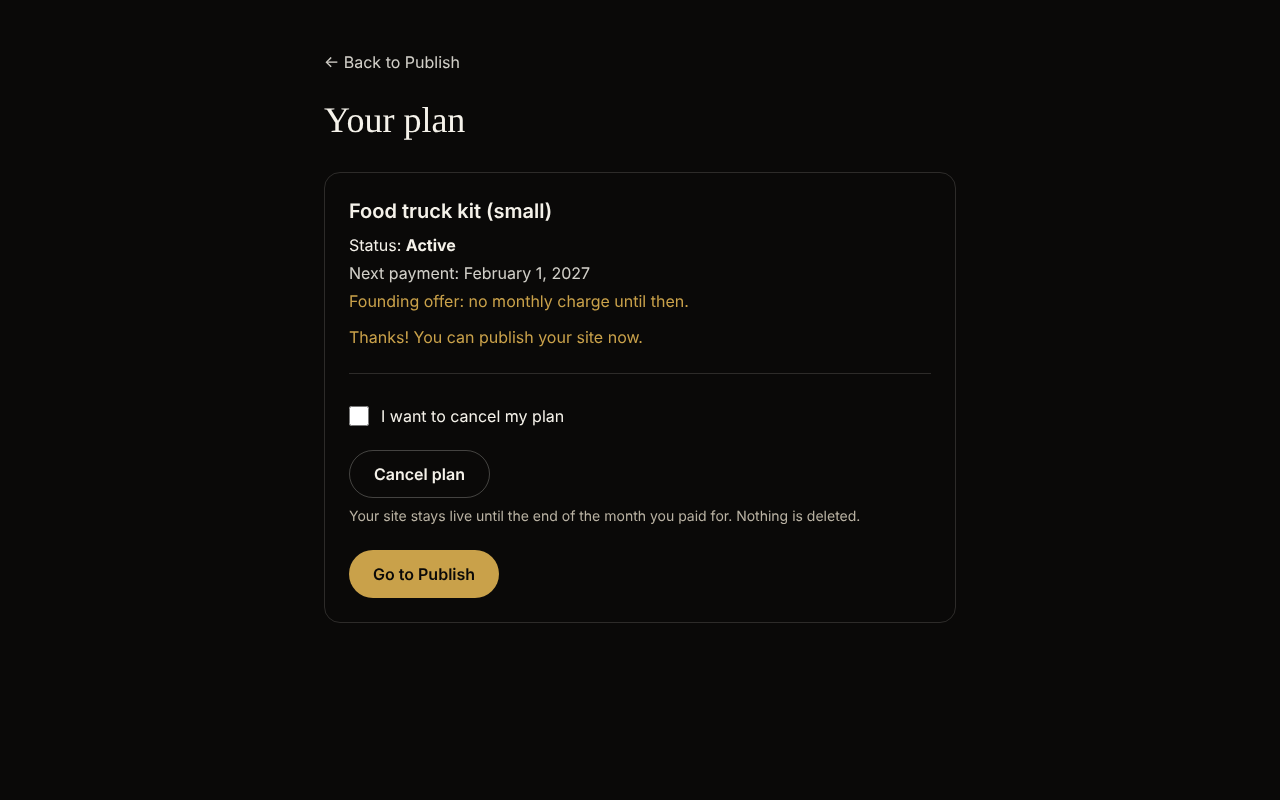 ← Back to Publish
Your plan
Food truck kit (small)
Status: Active
Next payment: February 1, 2027
Founding offer: no monthly charge until then.
Thanks! You can publish your site now.
I want to cancel my plan
Cancel plan
Your site stays live until the end of the month you paid for. Nothing is deleted.
Go to Publish